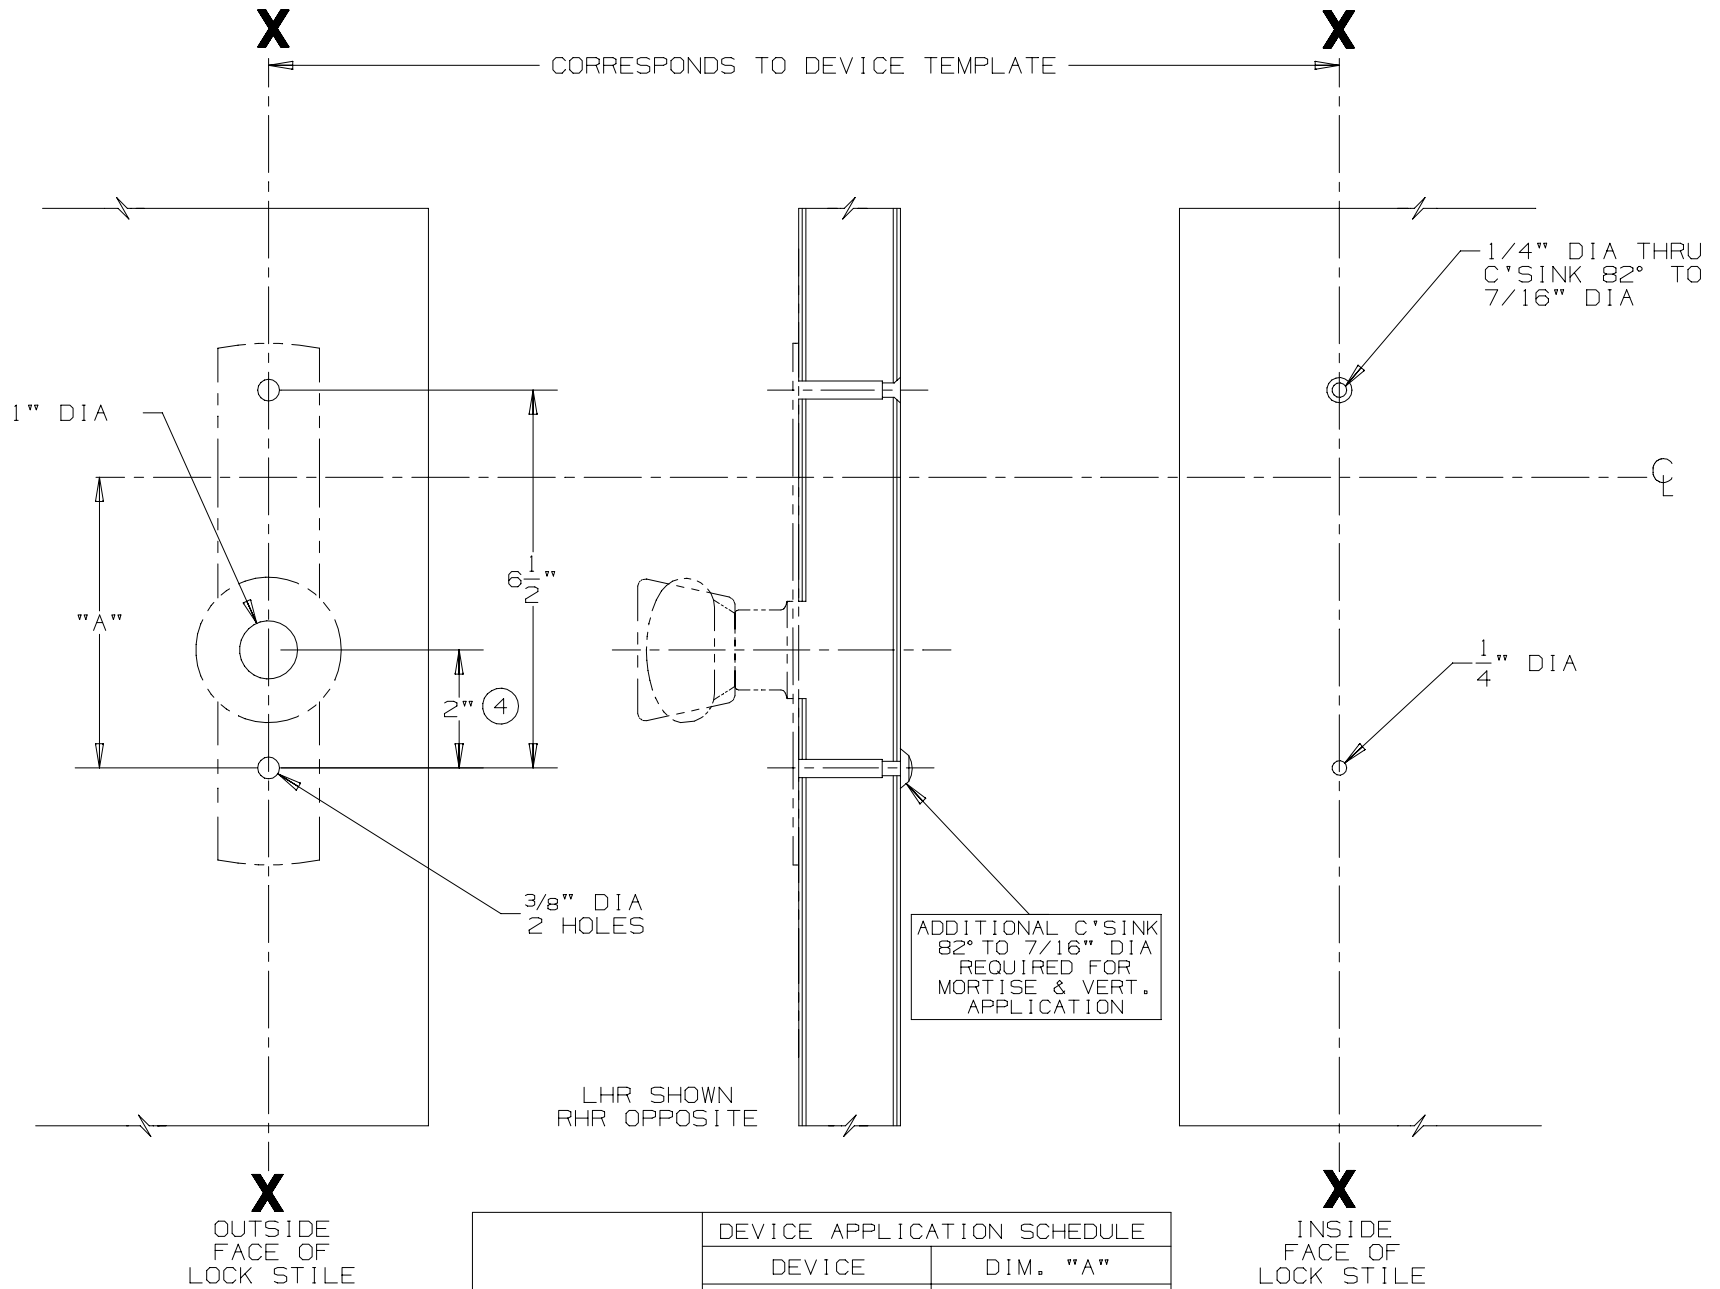 X
X
CORRESPONDS TO DEVICE TEMPLATE
1/4" DIA THRU
C'SINK 82° TO
7/16" DIA
1" DIA
℄
6 1/2"
"A"
2" 4
1/4" DIA
3/8" DIA
2 HOLES
ADDITIONAL C'SINK
82° TO 7/16" DIA
REQUIRED FOR
MORTISE & VERT.
APPLICATION
LHR SHOWN
RHR OPPOSITE
X
X
OUTSIDE
FACE OF
LOCK STILE
INSIDE
FACE OF
LOCK STILE
DEVICE APPLICATION SCHEDULE
DEVICE
DIM. "A"